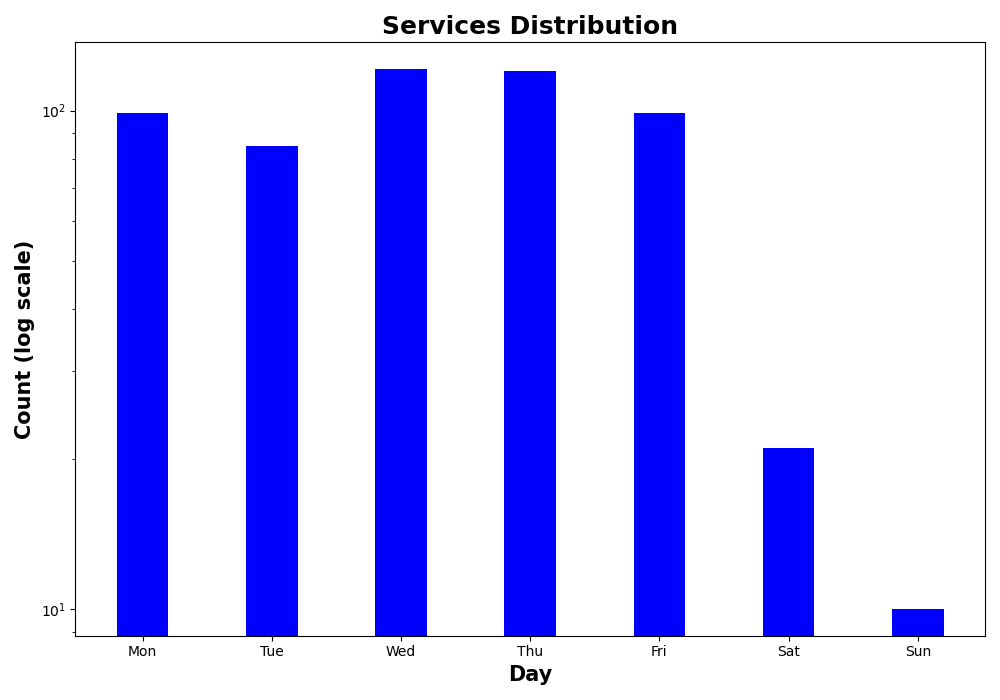 Services Distribution
Count (log scale)
10²
10¹
Mon Tue Wed Thu Fri Sat Sun
Day